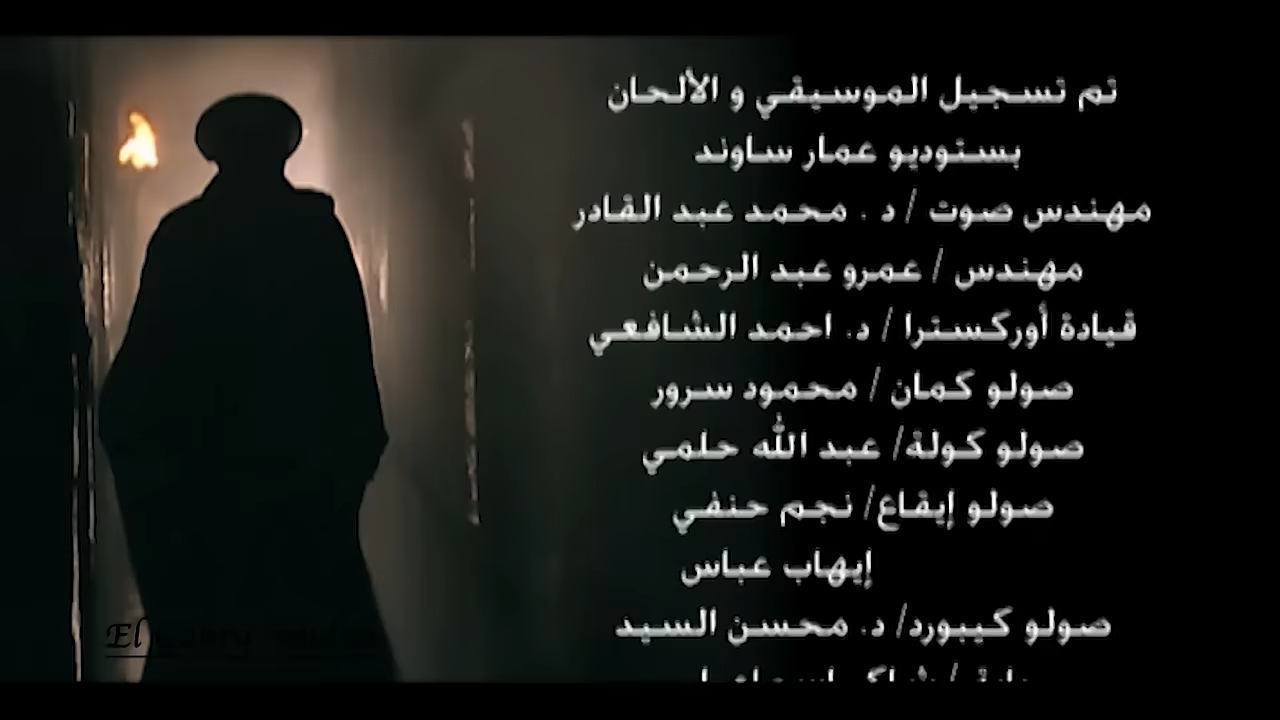 تم تسجيل الموسيقي و الألحان
بستوديو عمار ساوند
مهندس صوت / د . محمد عبد القادر
مهندس / عمرو عبد الرحمن
قيادة أوركسترا / د. احمد الشافعي
صولو كمان / محمود سرور
صولو كولة/ عبد الله حلمي
صولو إيقاع/ نجم حنفي
إيهاب عباس
صولو كيبورد/ د. محسن السيد
El